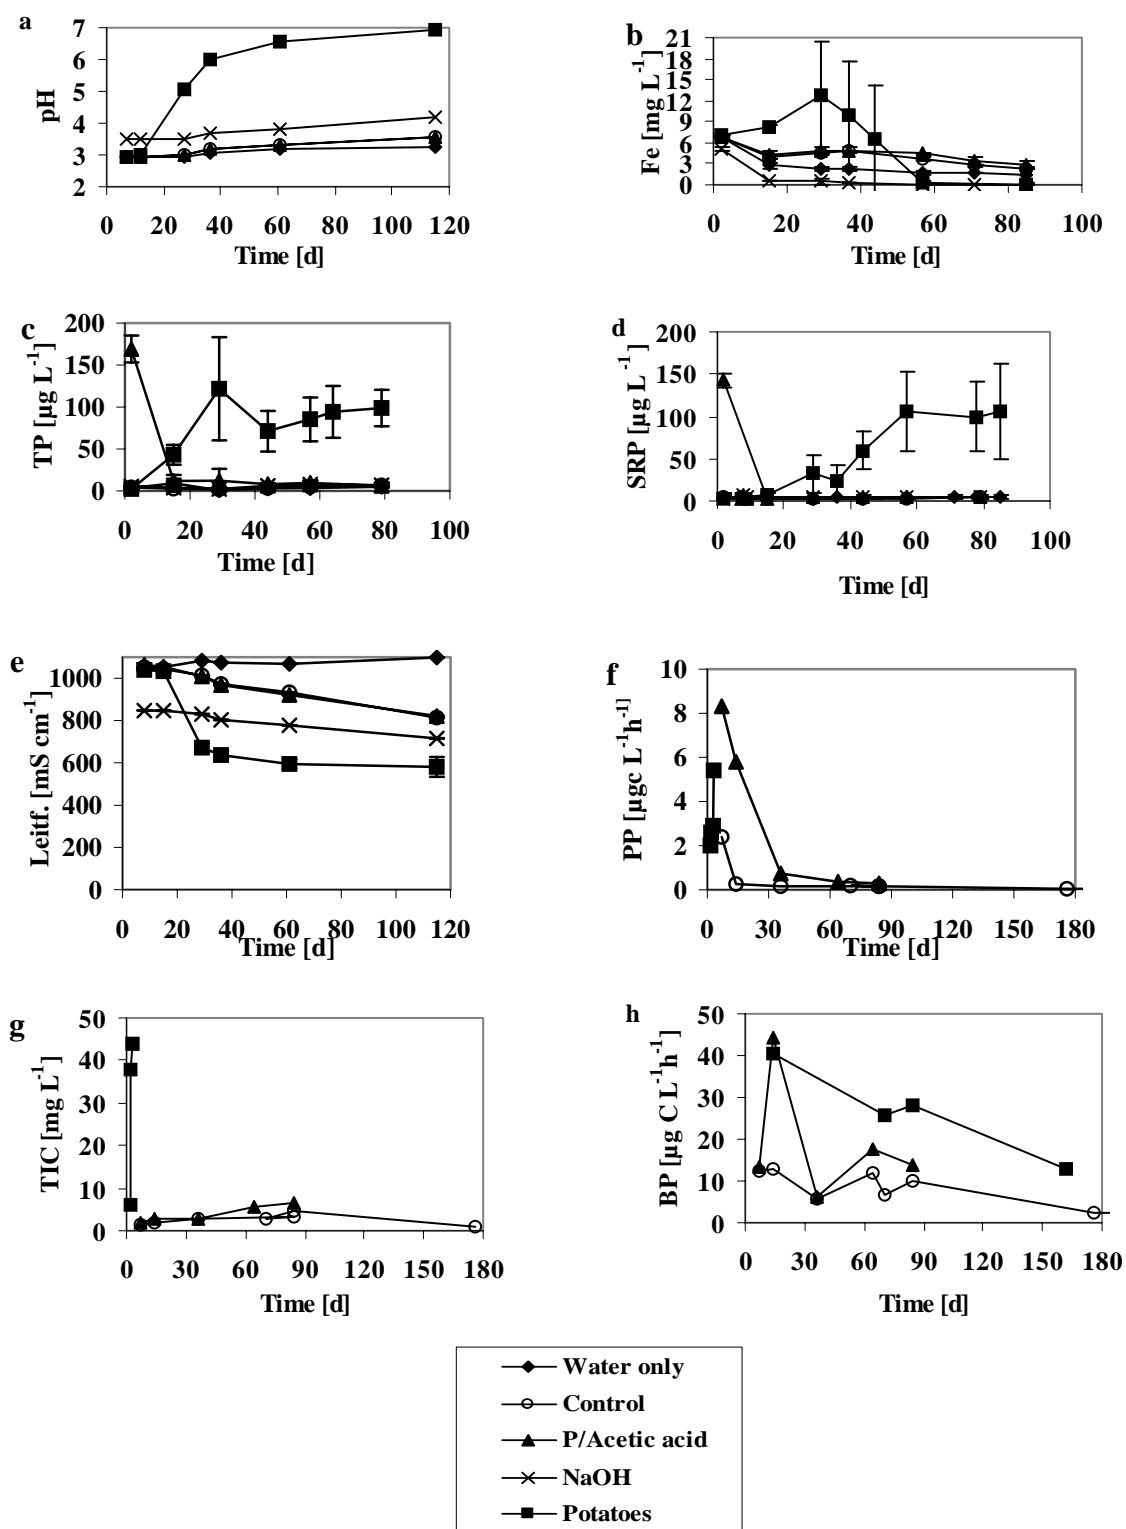 a
7
6
5
4
3
2
pH
0 20 40 60 80 100 120
Time [d]
b
21
18
15
12
9
6
3
0
Fe [mg L-1]
0 20 40 60 80 100
Time [d]
c
200
150
100
50
0
TP [µg L-1]
0 20 40 60 80 100
Time [d]
d
200
150
100
50
0
SRP [µg L-1]
0 20 40 60 80 100
Time [d]
e
1000
800
600
400
200
0
Leitf. [mS cm-1]
0 20 40 60 80 100 120
Time [d]
f
10
8
6
4
2
0
PP [µgc L-1h-1]
0 30 60 90 120 150 180
Time [d]
g
50
40
30
20
10
0
TIC [mg L-1]
0 30 60 90 120 150 180
Time [d]
h
50
40
30
20
10
0
BP [µg C L-1h-1]
0 30 60 90 120 150 180
Time [d]
Water only
Control
P/Acetic acid
NaOH
Potatoes